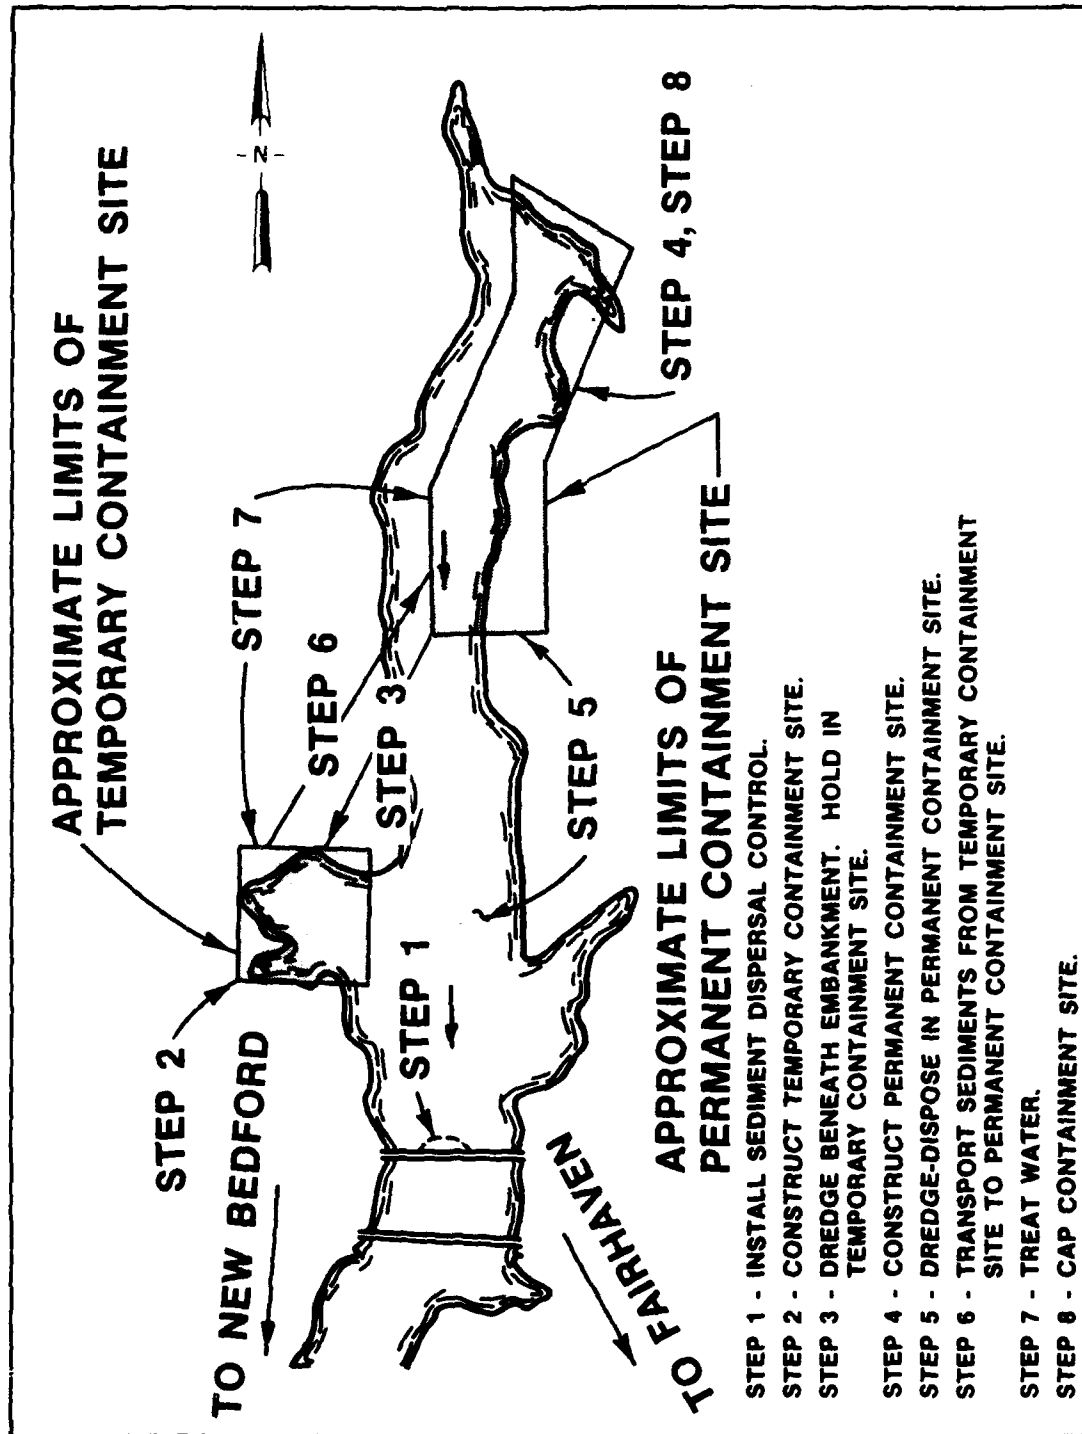 APPROXIMATE LIMITS OF
TEMPORARY CONTAINMENT SITE
-N-
STEP 2
STEP 7
STEP 6
STEP 3
STEP 4, STEP 8
TO NEW BEDFORD
STEP 1
STEP 5
TO FAIRHAVEN
APPROXIMATE LIMITS OF
PERMANENT CONTAINMENT SITE
STEP 1 - INSTALL SEDIMENT DISPERSAL CONTROL.
STEP 2 - CONSTRUCT TEMPORARY CONTAINMENT SITE.
STEP 3 - DREDGE BENEATH EMBANKMENT. HOLD IN
TEMPORARY CONTAINMENT SITE.
STEP 4 - CONSTRUCT PERMANENT CONTAINMENT SITE.
STEP 5 - DREDGE-DISPOSE IN PERMANENT CONTAINMENT SITE.
STEP 6 - TRANSPORT SEDIMENTS FROM TEMPORARY CONTAINMENT
SITE TO PERMANENT CONTAINMENT SITE.
STEP 7 - TREAT WATER.
STEP 8 - CAP CONTAINMENT SITE.